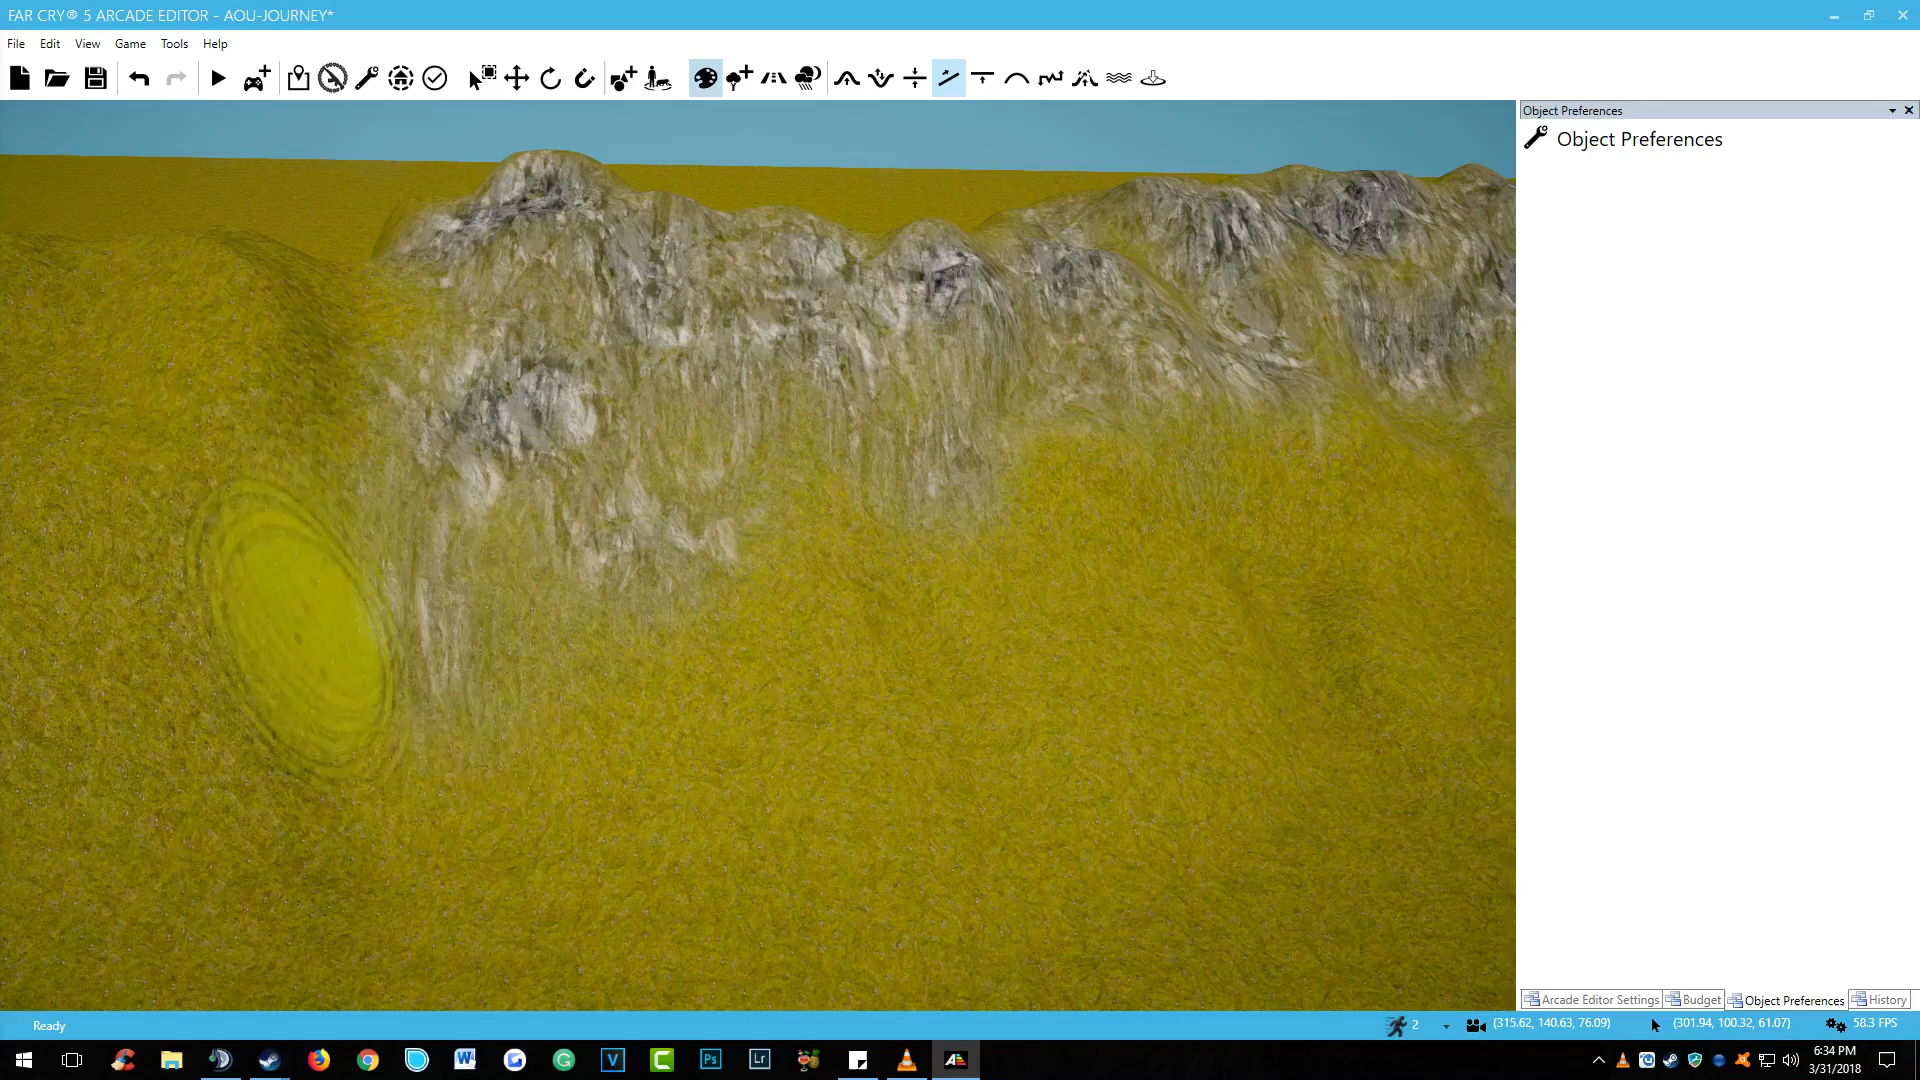 FAR CRY® 5 ARCADE EDITOR - AOU-JOURNEY*
File Edit View Game Tools Help
Object Preferences
Object Preferences
Arcade Editor Settings Budget Object Preferences History
Ready 2 (315.62, 140.63, 76.09) (301.94, 100.32, 61.07) 58.3 FPS
W G V C Ps Lr
6:34 PM
3/31/2018